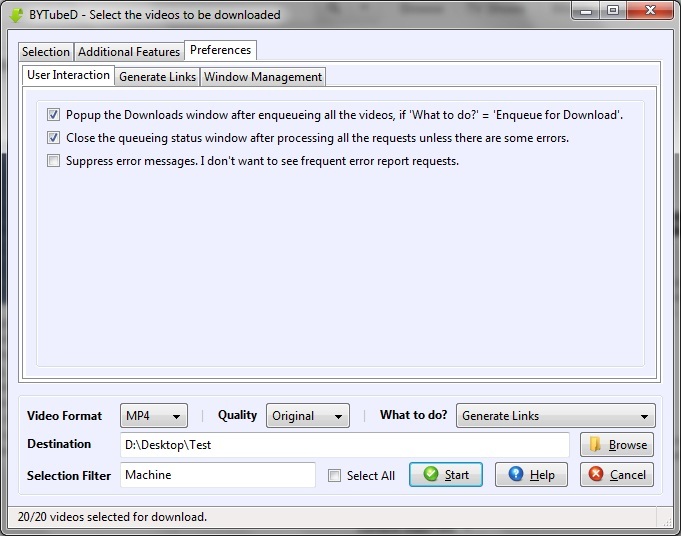 BYTubeD - Select the videos to be downloaded
Selection Additional Features Preferences
User Interaction Generate Links Window Management
Popup the Downloads window after enqueueing all the videos, if 'What to do?' = 'Enqueue for Download'.
Close the queueing status window after processing all the requests unless there are some errors.
Suppress error messages. I don't want to see frequent error report requests.
Video Format MP4 | Quality Original | What to do? Generate Links
Destination D:\Desktop\Test Browse
Selection Filter Machine Select All Start Help Cancel
20/20 videos selected for download.